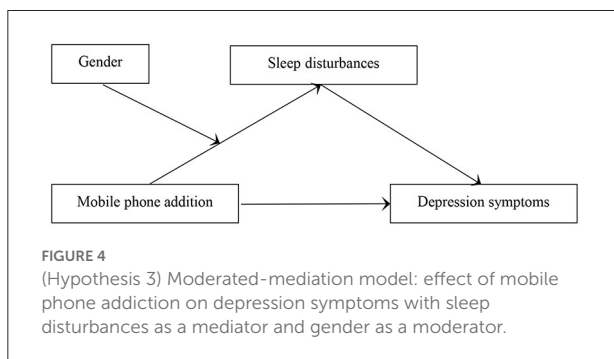 Gender
Sleep disturbances
Mobile phone addition
Depression symptoms
FIGURE 4
(Hypothesis 3) Moderated-mediation model: effect of mobile
phone addiction on depression symptoms with sleep
disturbances as a mediator and gender as a moderator.